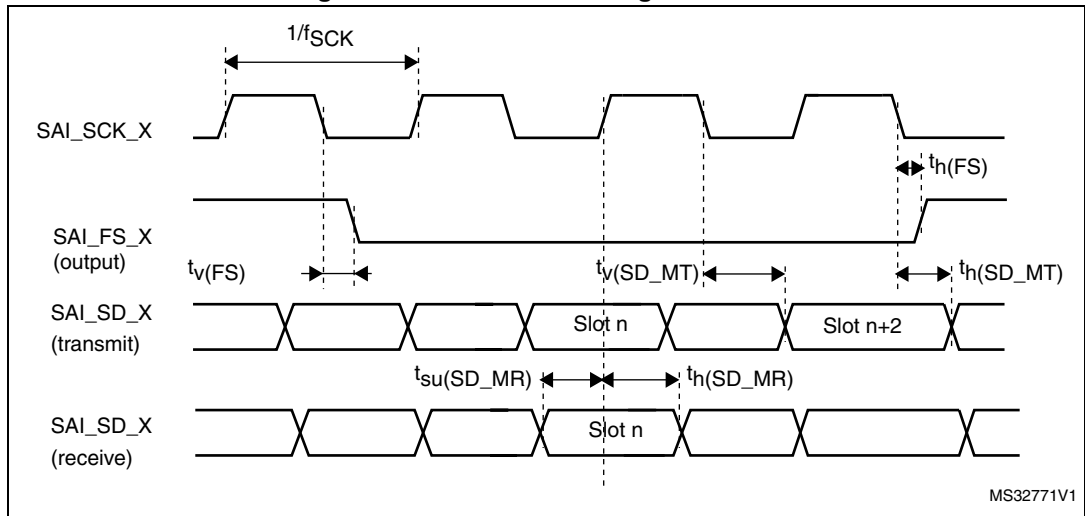 1/fSCK
SAI_SCK_X
th(FS)
SAI_FS_X
(output)
tv(FS)
tv(SD_MT)
th(SD_MT)
SAI_SD_X
(transmit)
Slot n
Slot n+2
tsu(SD_MR)
th(SD_MR)
SAI_SD_X
(receive)
Slot n
MS32771V1